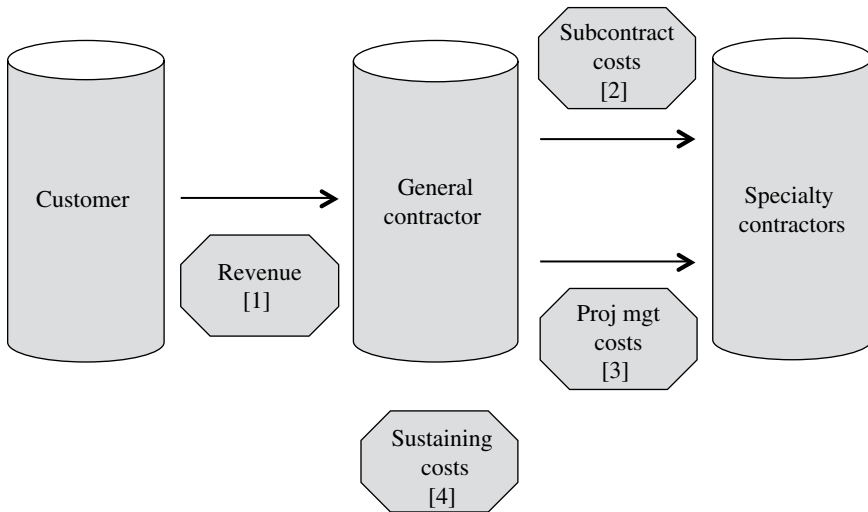 Customer
Revenue
[1]
General
contractor
Subcontract
costs
[2]
Proj mgt
costs
[3]
Specialty
contractors
Sustaining
costs
[4]